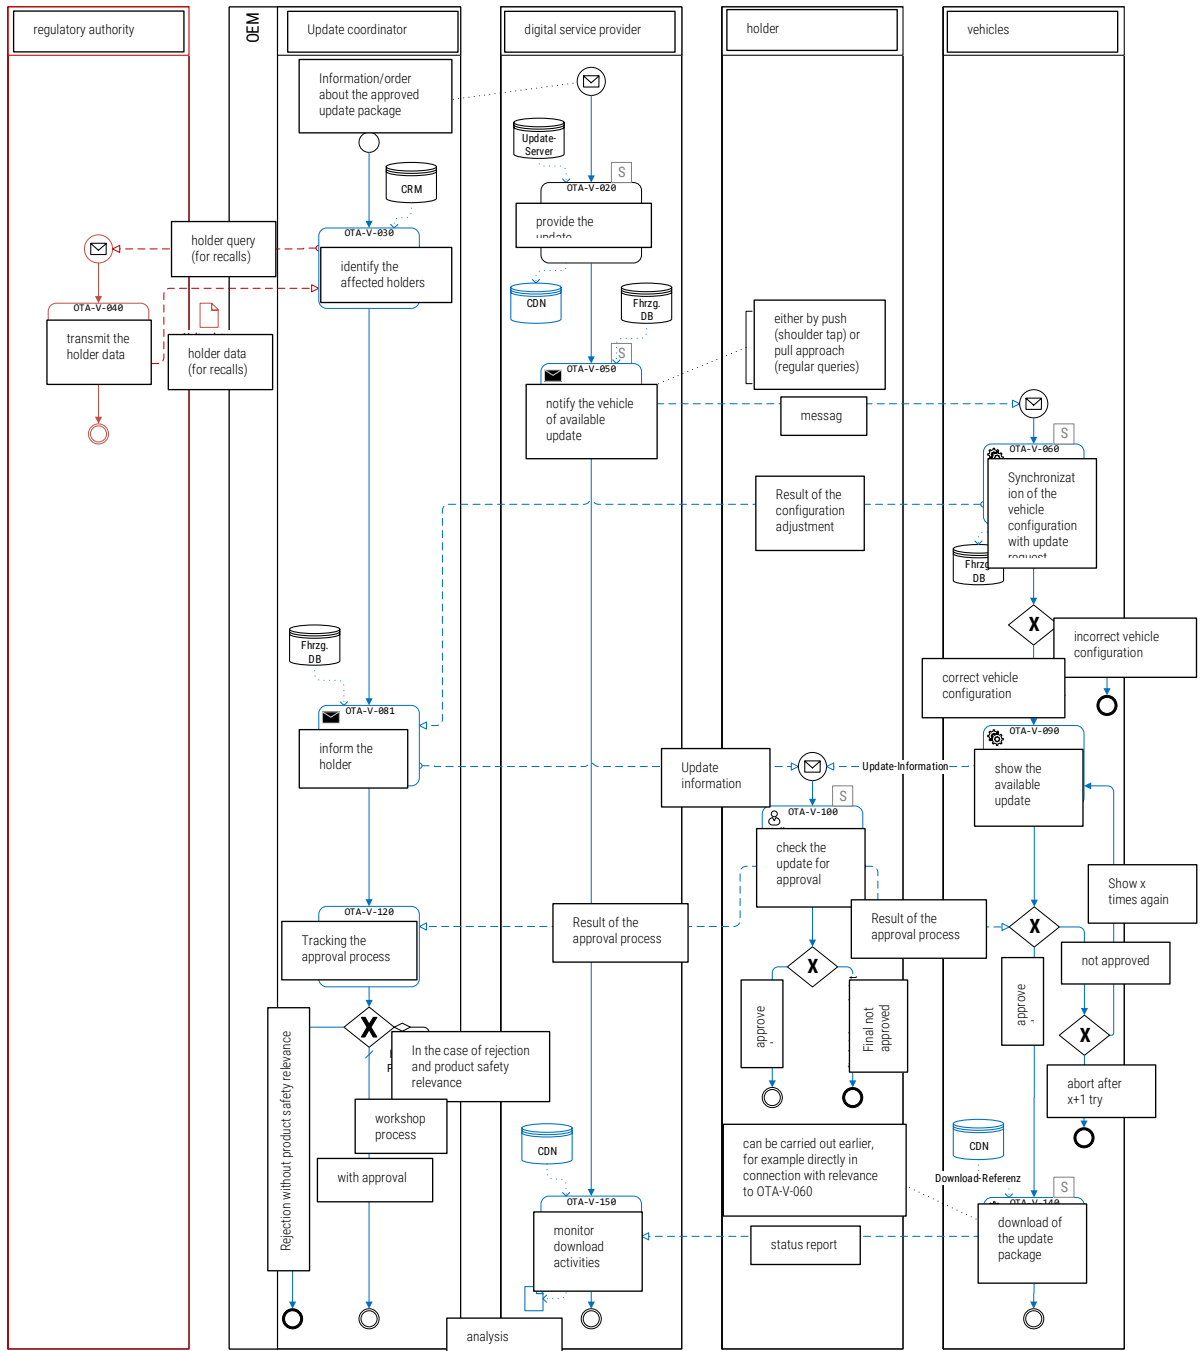 regulatory authority
OEM
Update coordinator
digital service provider
holder
vehicles
Information/order
about the approved
update package
Update-
Server
S
OTA-V-020
provide the
update
CRM
OTA-V-030
identify the
affected holders
holder query
(for recalls)
OTA-V-040
transmit the
holder data
holder data
(for recalls)
CDN
Fhrzg.
DB
S
OTA-V-050
notify the vehicle
of available
update
either by push
(shoulder tap) or
pull approach
(regular queries)
messag
S
OTA-V-060
Synchronizat
ion of the
vehicle
configuration
with update
request
Fhrzg
DB
Result of the
configuration
adjustment
X
incorrect vehicle
configuration
correct vehicle
configuration
Fhrzg.
DB
OTA-V-081
inform the
holder
OTA-V-090
show the
available
update
Update
information
Update-Information
S
OTA-V-100
check the
update for
approval
Show x
times again
OTA-V-120
Tracking the
approval process
Result of the
approval process
Result of the
approval process
X
not approved
X
approve
Final not
approved
approve
X
abort after
x+1 try
X
Rejection without product safety relevance
In the case of rejection
and product safety
relevance
workshop
process
with approval
CDN
can be carried out earlier,
for example directly in
connection with relevance
to OTA-V-060
CDN
Download-Referenz
S
OTA-V-140
download of
the update
package
OTA-V-150
monitor
download
activities
status report
analysis